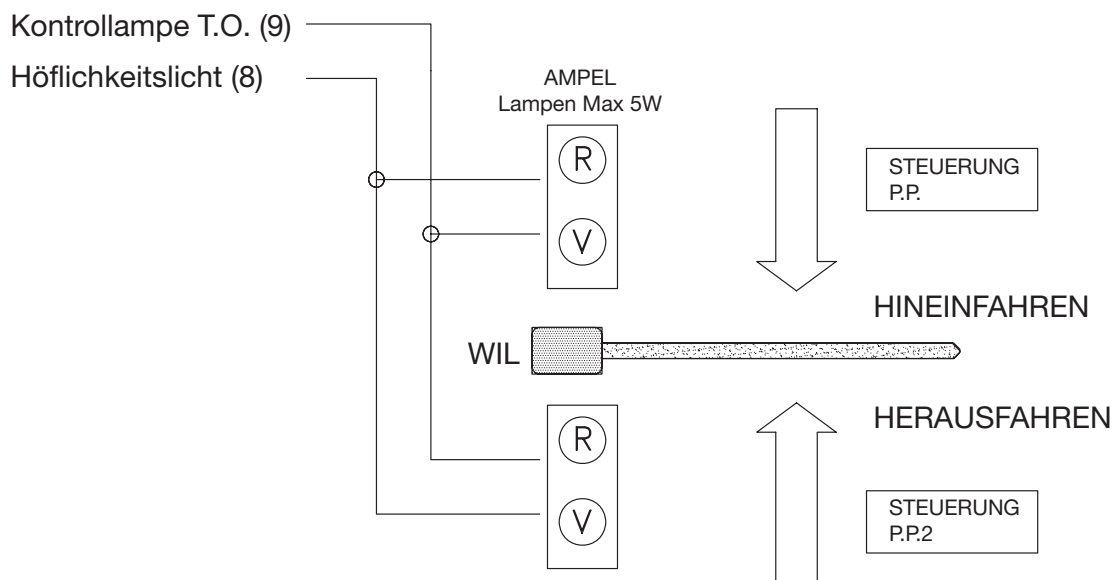 Kontrollampe T.O. (9)
Höflichkeitslicht (8)
AMPEL
Lampen Max 5W
R
V
STEUERUNG
P.P.
HINEINFAHREN
WIL
HERAUSFAHREN
R
V
STEUERUNG
P.P.2